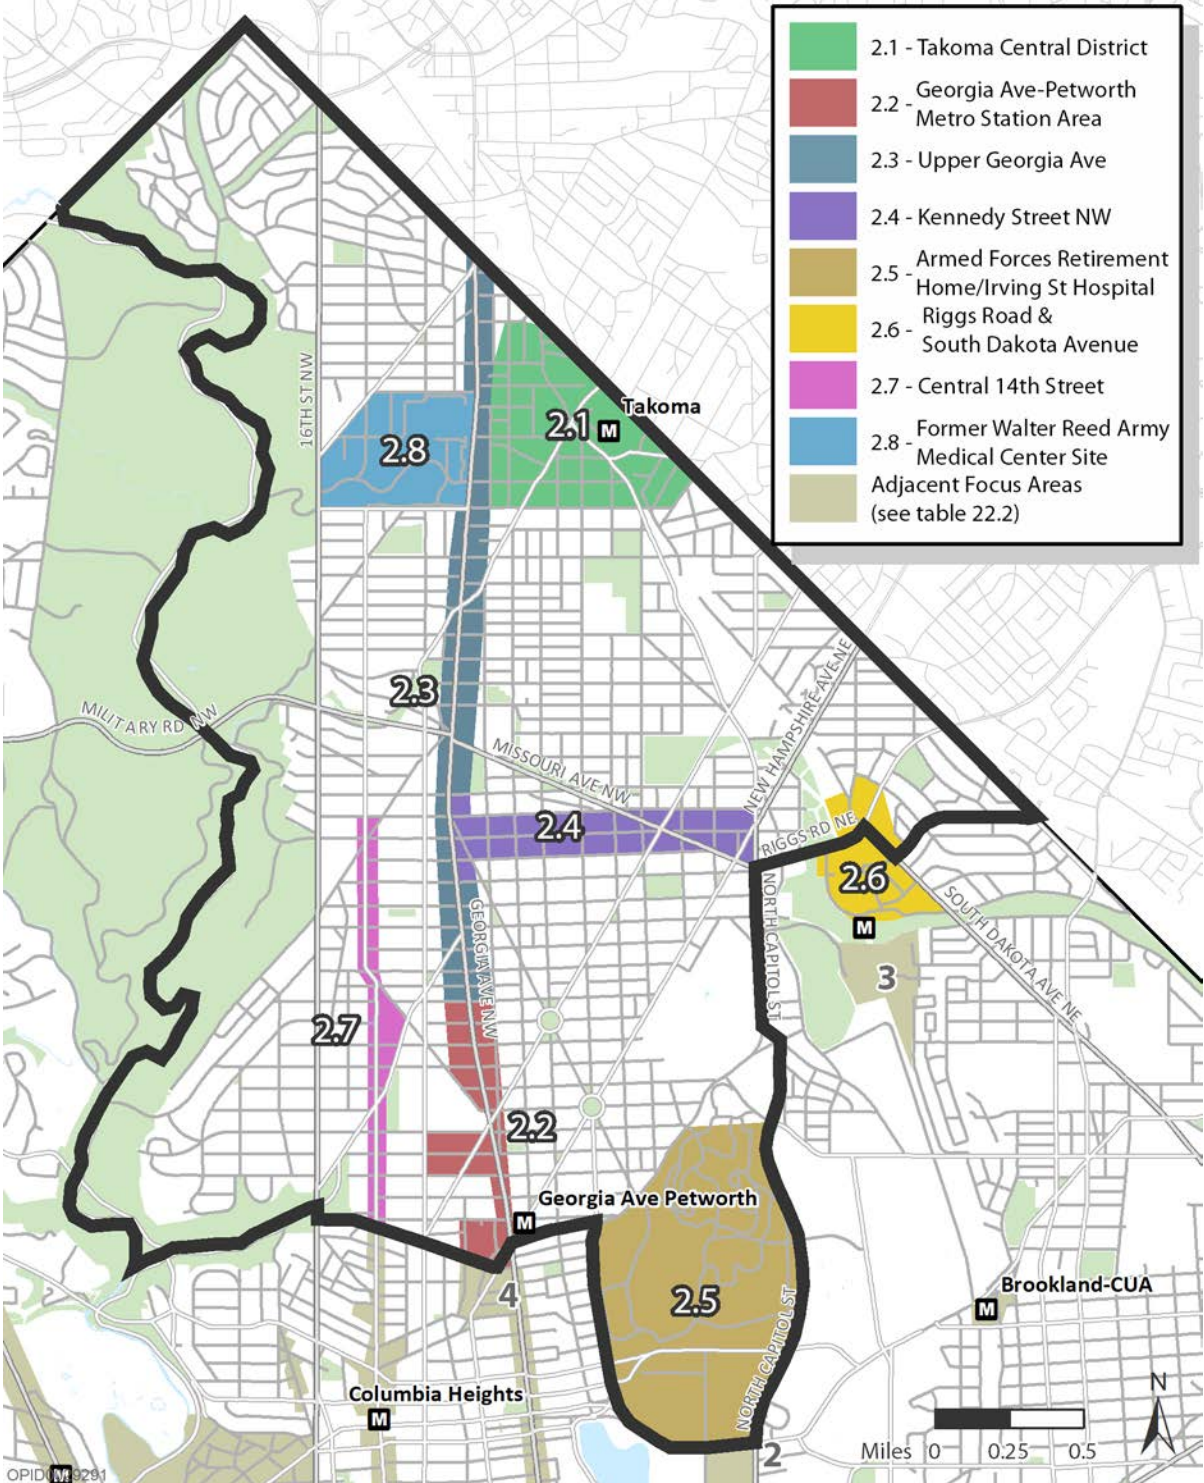 2.1 - Takoma Central District
2.2 - Georgia Ave-Petworth
Metro Station Area
2.3 - Upper Georgia Ave
2.4 - Kennedy Street NW
2.5 - Armed Forces Retirement
Home/Irving St Hospital
2.6 - Riggs Road &
South Dakota Avenue
2.7 - Central 14th Street
2.8 - Former Walter Reed Army
Medical Center Site
Adjacent Focus Areas
(see table 22.2)
16TH ST NW
Takoma
M
2.1
2.8
2.3
MILITARY RD NW
MISSOURI AVE NW
NEW HAMPSHIRE AVE NE
2.4
RIGGS RD NE
2.6
M
NORTH CAPITOL ST
SOUTH DAKOTA AVE NE
GEORGIA AVE NW
3
2.7
2.2
Georgia Ave Petworth
M
2.5
NORTH CAPITOL ST
4
Brookland-CUA
M
Columbia Heights
M
N
2
Miles 0 0.25 0.5
M